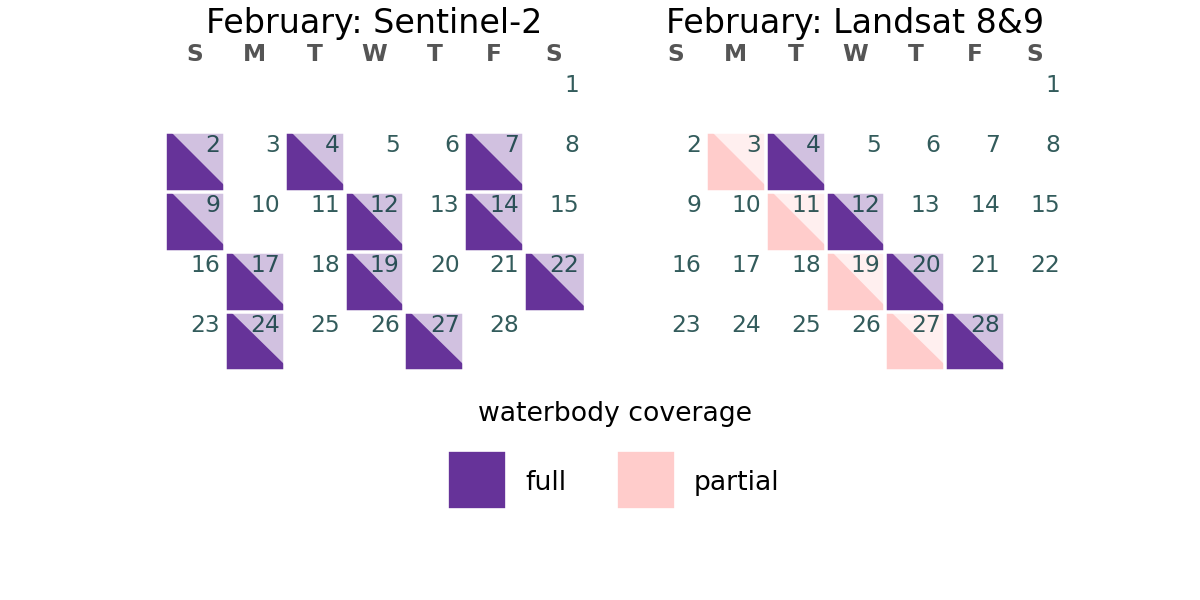 February: Sentinel-2
S M T W T F S
1
2 3 4 5 6 7 8
9 10 11 12 13 14 15
16 17 18 19 20 21 22
23 24 25 26 27 28
February: Landsat 8&9
S M T W T F S
1
2 3 4 5 6 7 8
9 10 11 12 13 14 15
16 17 18 19 20 21 22
23 24 25 26 27 28
waterbody coverage
full
partial